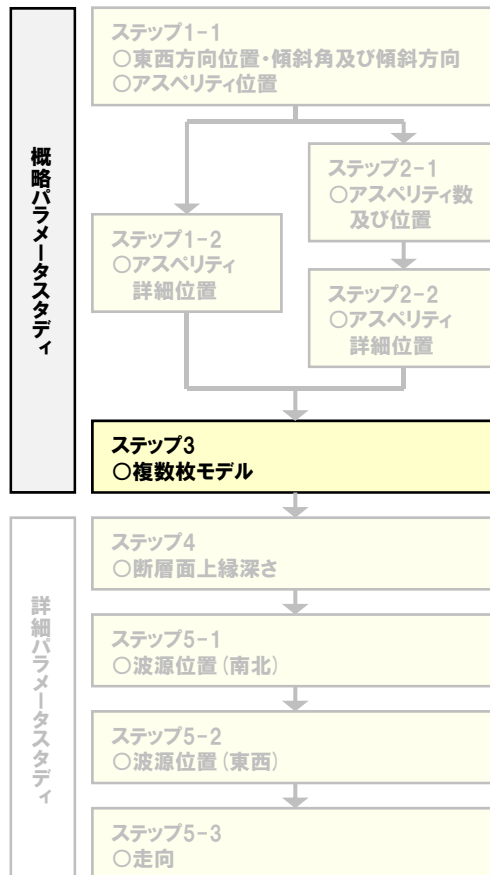 概略パラメータスタディ
ステップ1-1
○東西方向位置・傾斜角及び傾斜方向
○アスペリティ位置
ステップ1-2
○アスペリティ
詳細位置
ステップ2-1
○アスペリティ数
及び位置
ステップ2-2
○アスペリティ
詳細位置
ステップ3
○複数枚モデル
詳細パラメータスタディ
ステップ4
○断層面上縁深さ
ステップ5-1
○波源位置(南北)
ステップ5-2
○波源位置(東西)
ステップ5-3
○走向